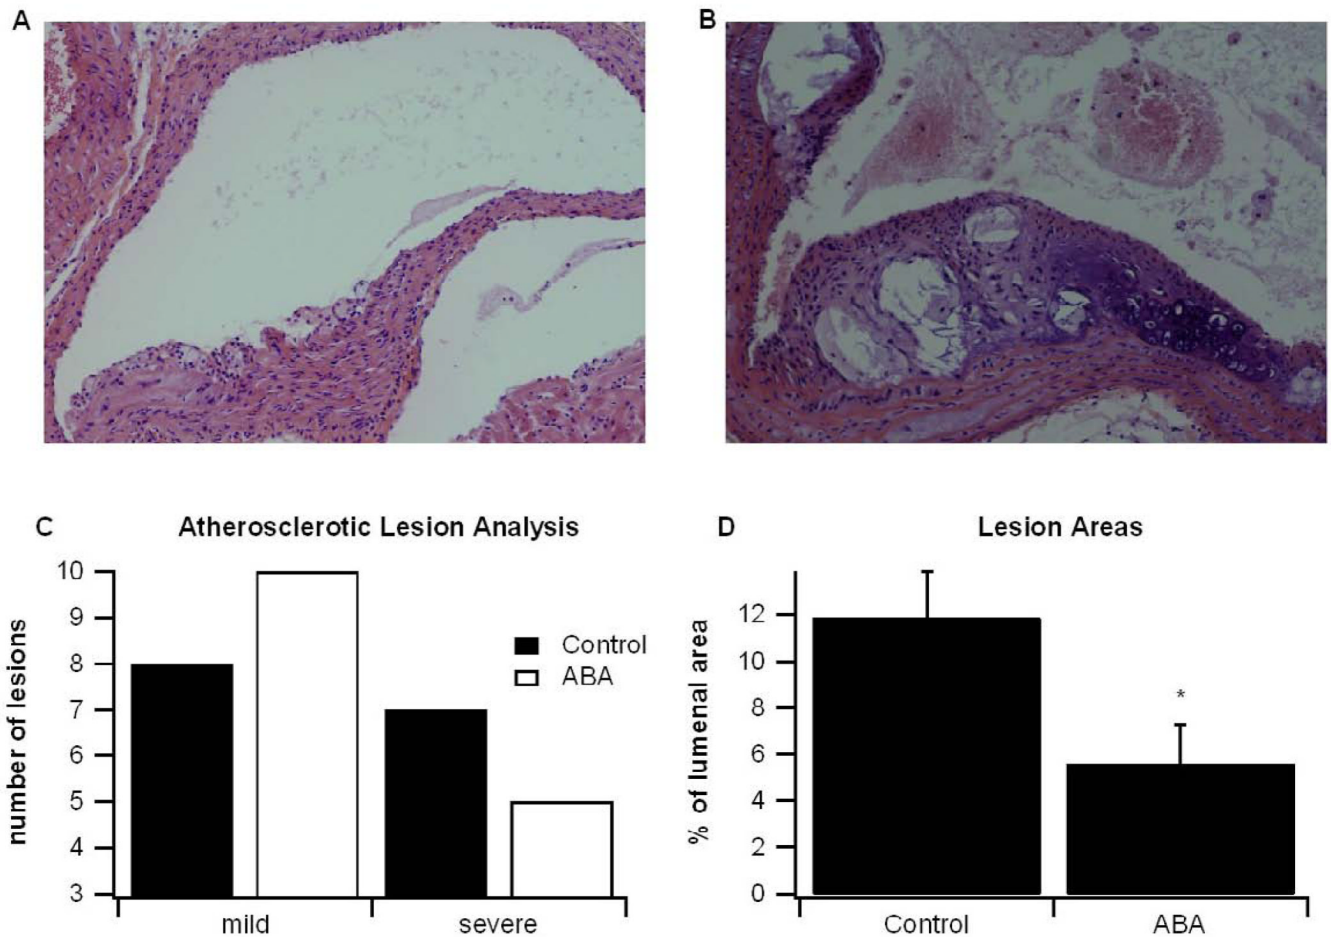 A
B
C
Atherosclerotic Lesion Analysis
number of lesions
10
9
8
7
6
5
4
3
mild
severe
Control
ABA
D
Lesion Areas
% of lumenal area
12
10
8
6
4
2
0
*
Control
ABA